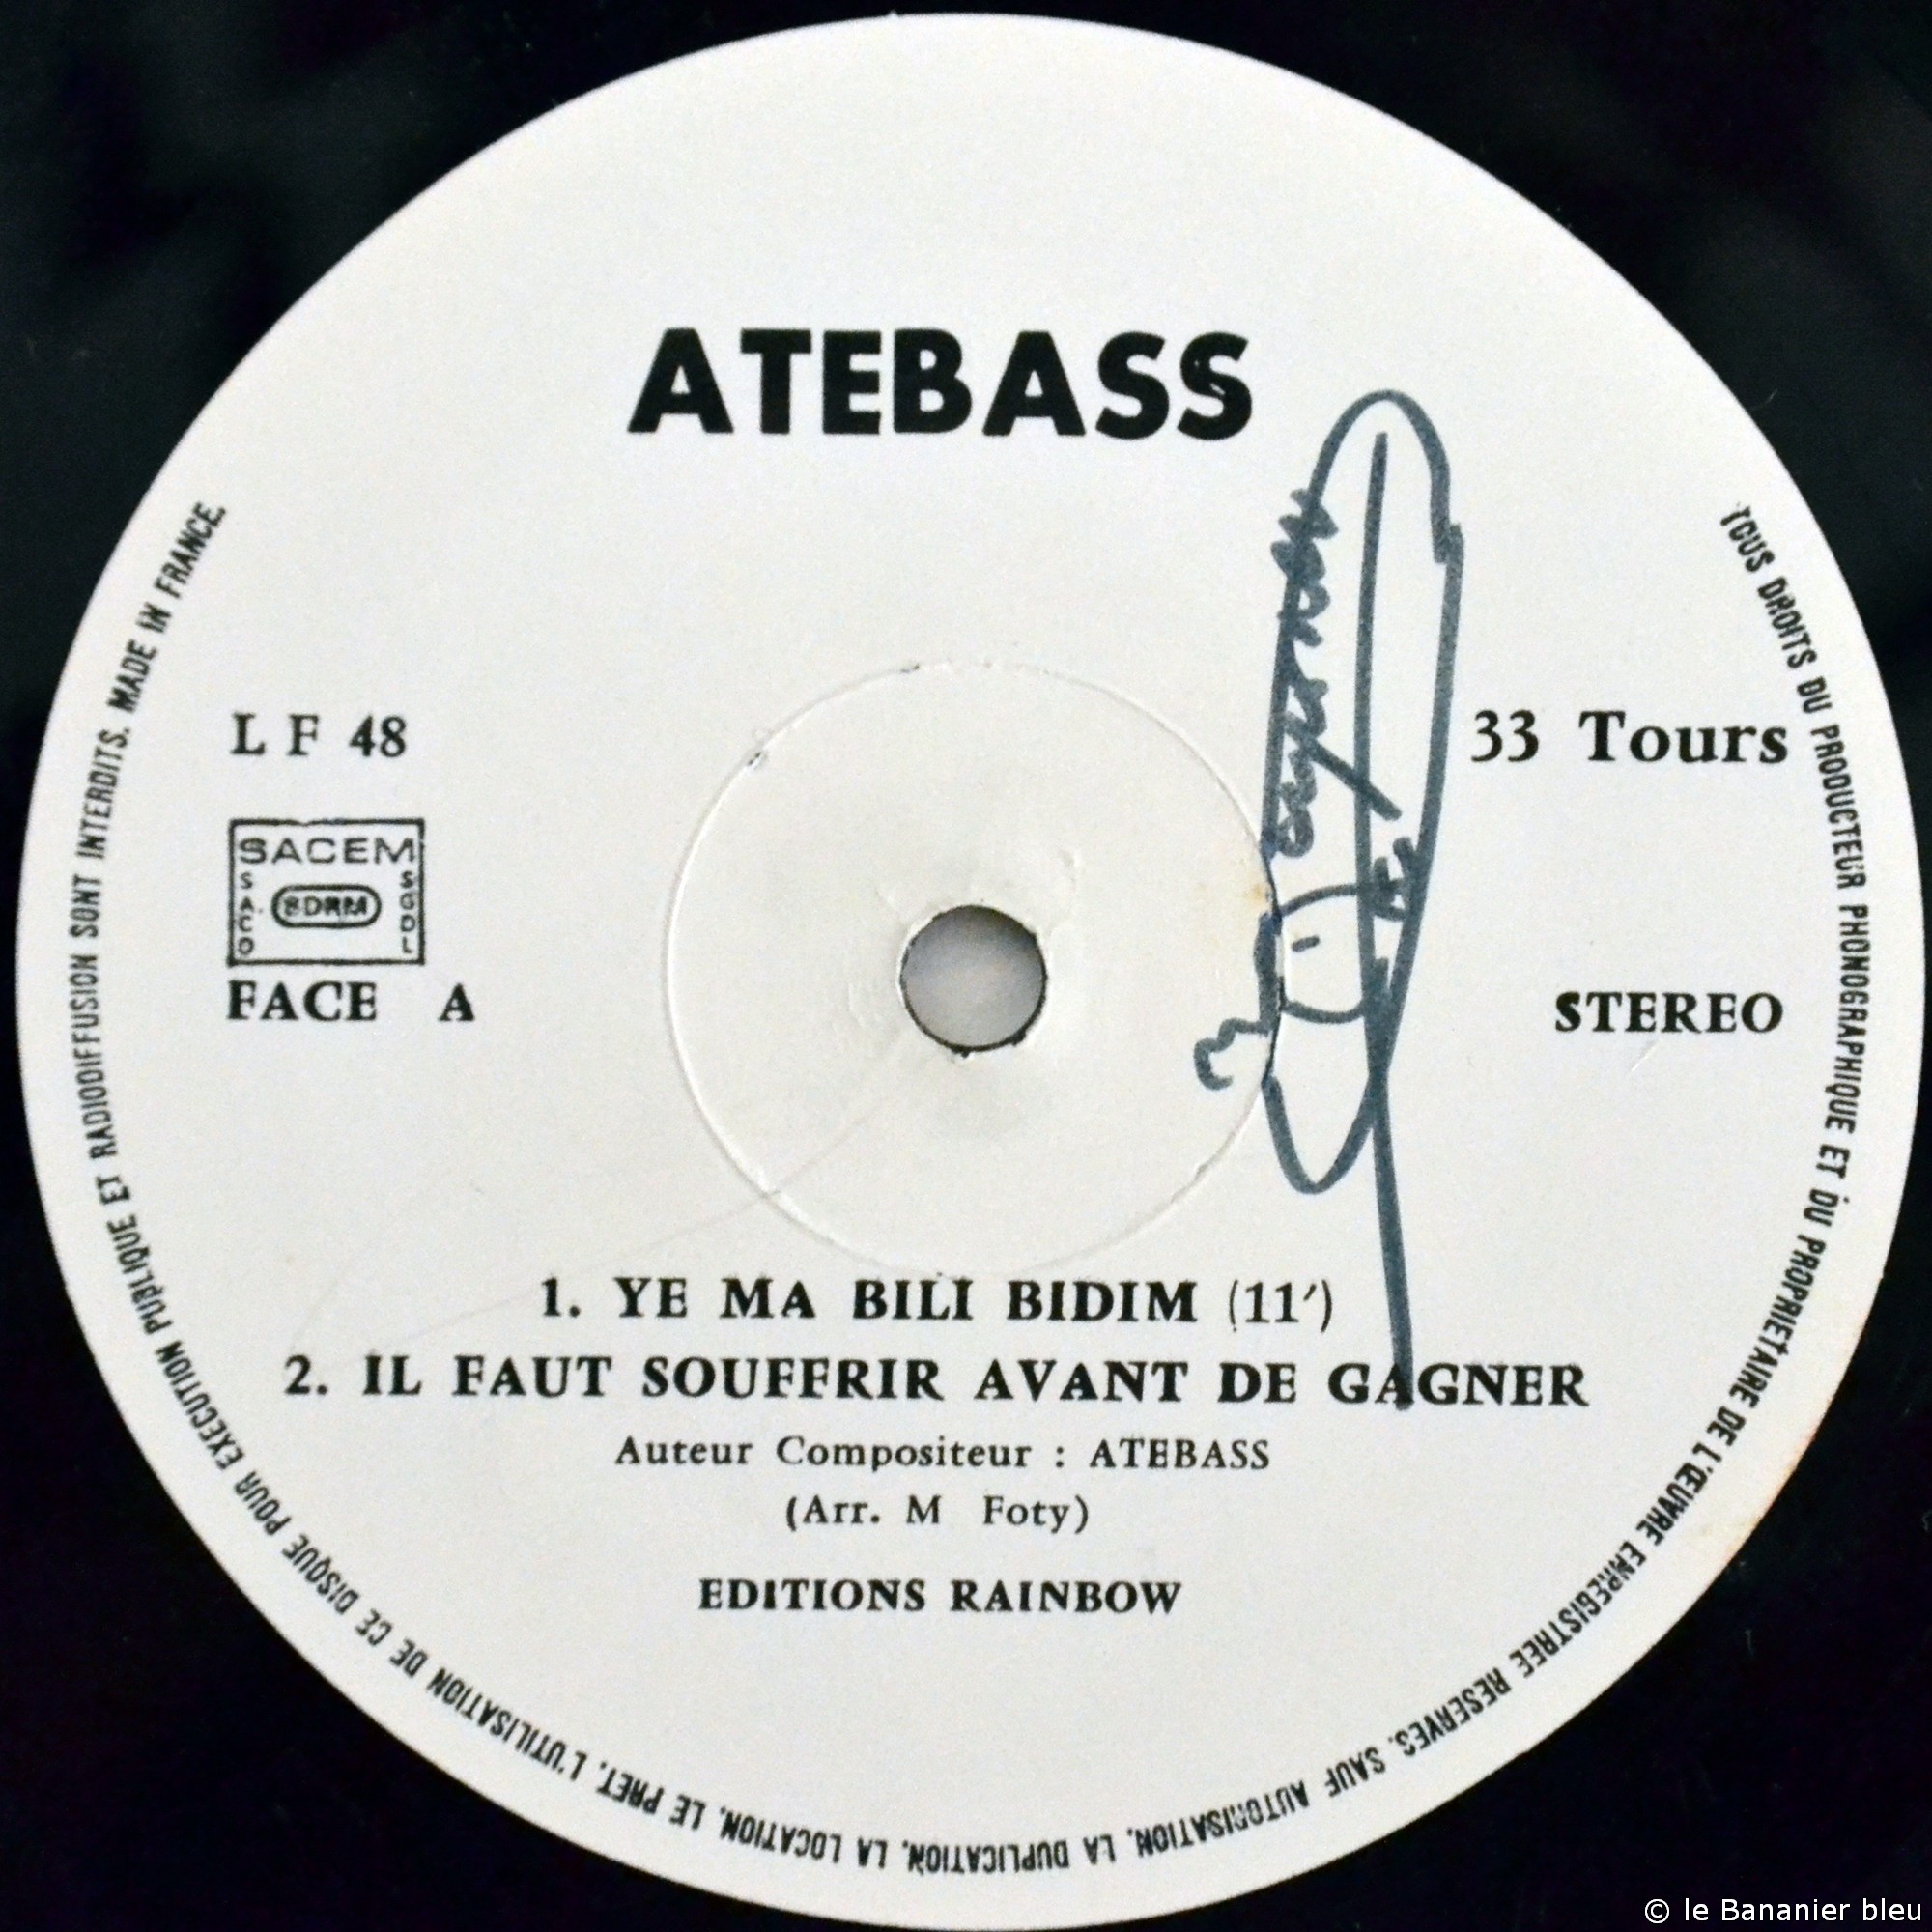 ATEBASS
L F 48
33 Tours
SACEM
SACD
SDRM
SGDL
FACE A
STEREO
1. YE MA BILI BIDIM (11′)
2. IL FAUT SOUFFRIR AVANT DE GAGNER
Auteur Compositeur : ATEBASS
(Arr. M Foty)
EDITIONS RAINBOW
TOUS DROITS DU PRODUCTEUR PHONOGRAPHIQUE ET DU PROPRIETAIRE DE L'ŒUVRE ENREGISTREE RESERVES. SAUF AUTORISATION, LA DUPLICATION, LA LOCATION, LE PRET, L'UTILISATION DE CE DISQUE POUR EXECUTION PUBLIQUE ET RADIODIFFUSION SONT INTERDITS. MADE IN FRANCE.
© le Bananier bleu